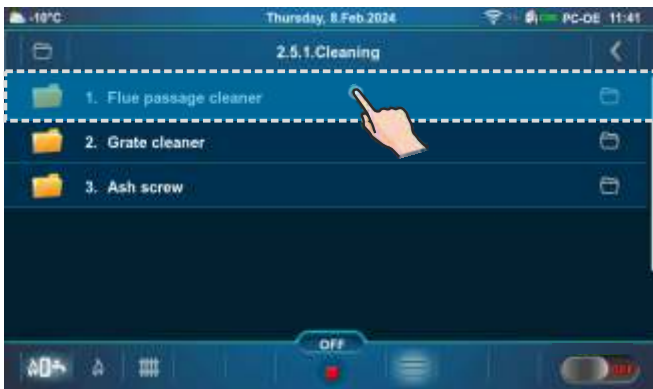 -10°C Thursday, 8.Feb.2024 PC-OE 11:41
2.5.1.Cleaning
1. Flue passage cleaner
2. Grate cleaner
3. Ash screw
OFF
OFF